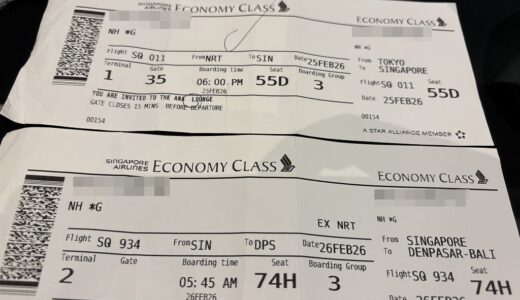 SINGAPORE AIRLINES ECONOMY CLASS
ECONOMY CLASS
NH *G
NH *G
Flight SQ 011 From NRT To SIN Date 25FEB26
From TOKYO
To SINGAPORE
Terminal Gate Boarding time Seat Boarding Group
1 35 06:00 PM 55D 3
25FEB26
Flight SQ 011 Seat 55D
Date 25FEB26
YOU ARE INVITED TO THE ANA LOUNGE
GATE CLOSES 15 MINS BEFORE DEPARTURE
00154
00154
A STAR ALLIANCE MEMBER
SINGAPORE AIRLINES ECONOMY CLASS
ECONOMY CLASS
NH *G
EX NRT
NH *G
Flight SQ 934 From SIN To DPS Date 26FEB26
From SINGAPORE
To DENPASAR-BALI
Terminal Boarding time Seat Boarding Group
2 05:45 AM 74H 3
26FEB26
Flight SQ 934 Seat 74H
Date 26FEB26